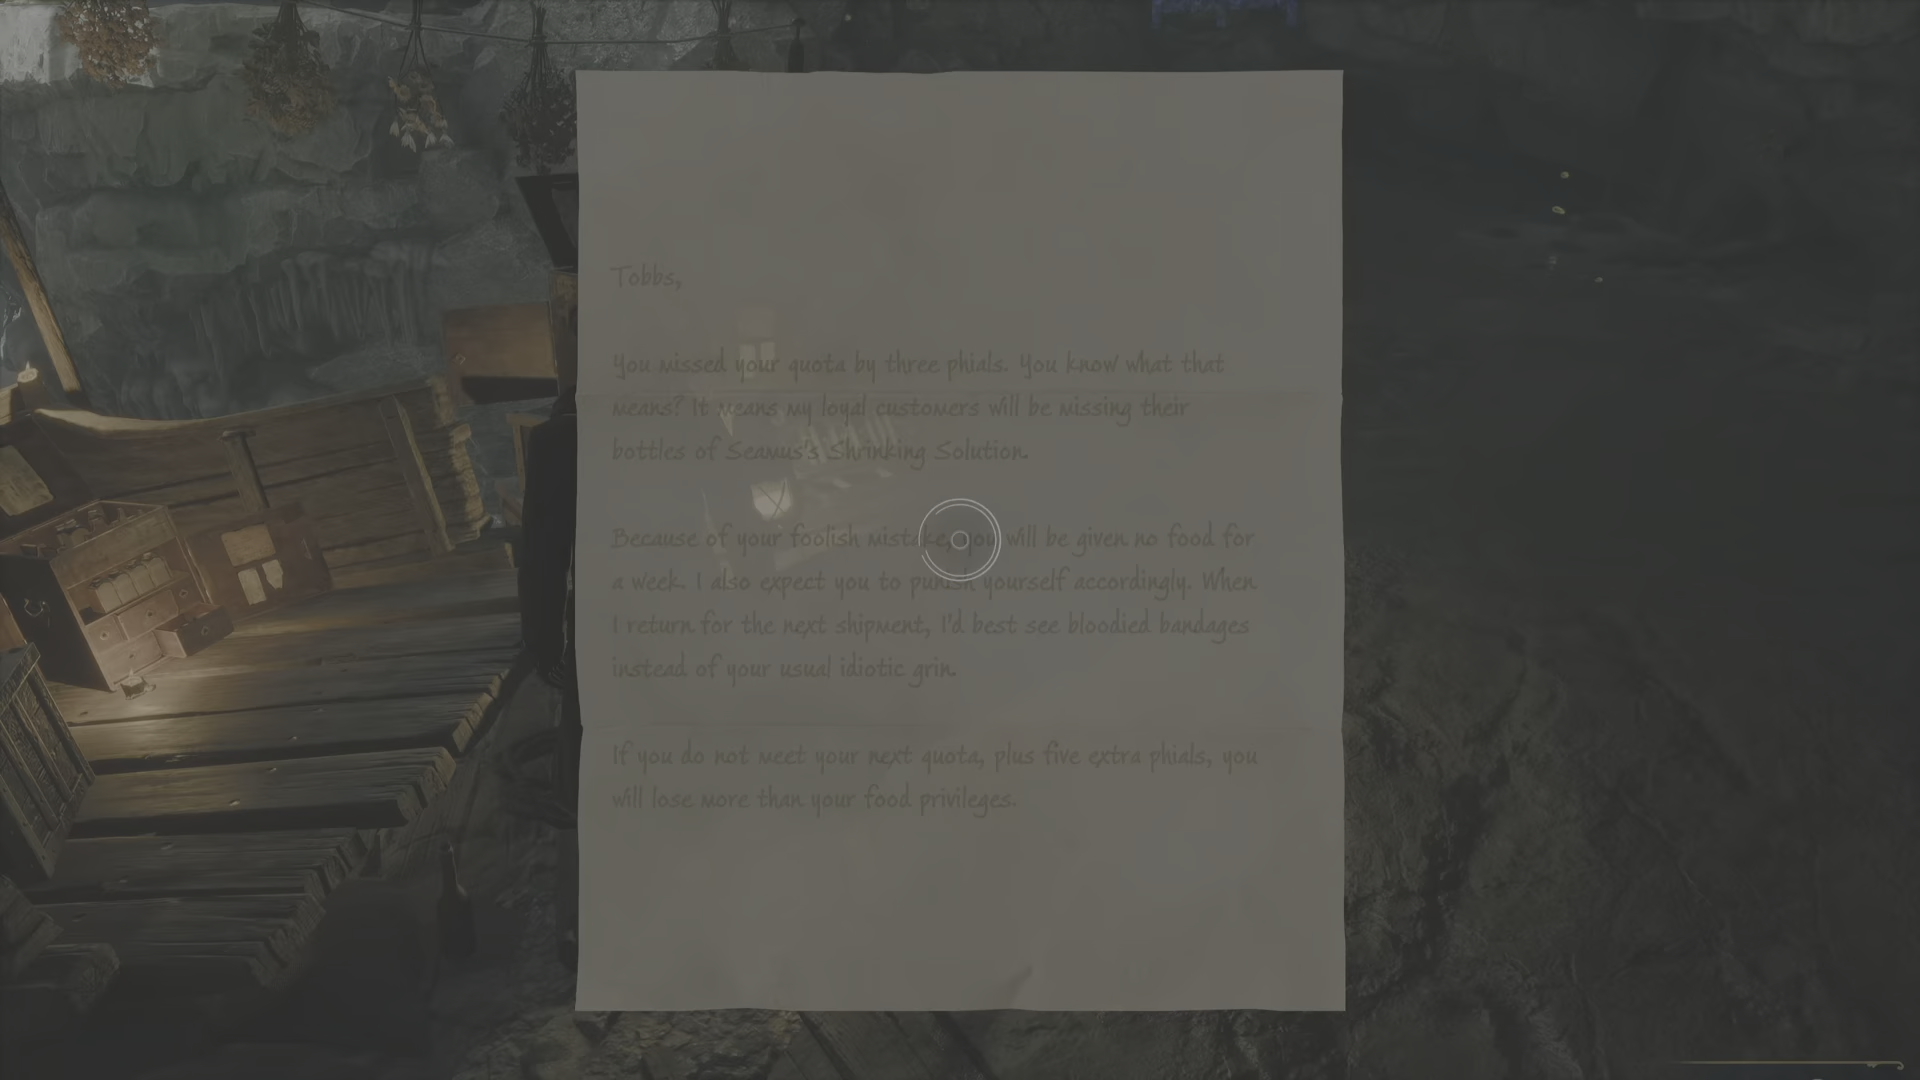 Tobbs,
You missed your quota by three phials. You know what that
means? It means my loyal customers will be missing their
bottles of Seamus's Shrinking Solution.
Because of your foolish mistake, you will be given no food for
a week. I also expect you to punish yourself accordingly. When
I return for the next shipment, I'd best see bloodied bandages
instead of your usual idiotic grin.
If you do not meet your next quota, plus five extra phials, you
will lose more than your food privileges.